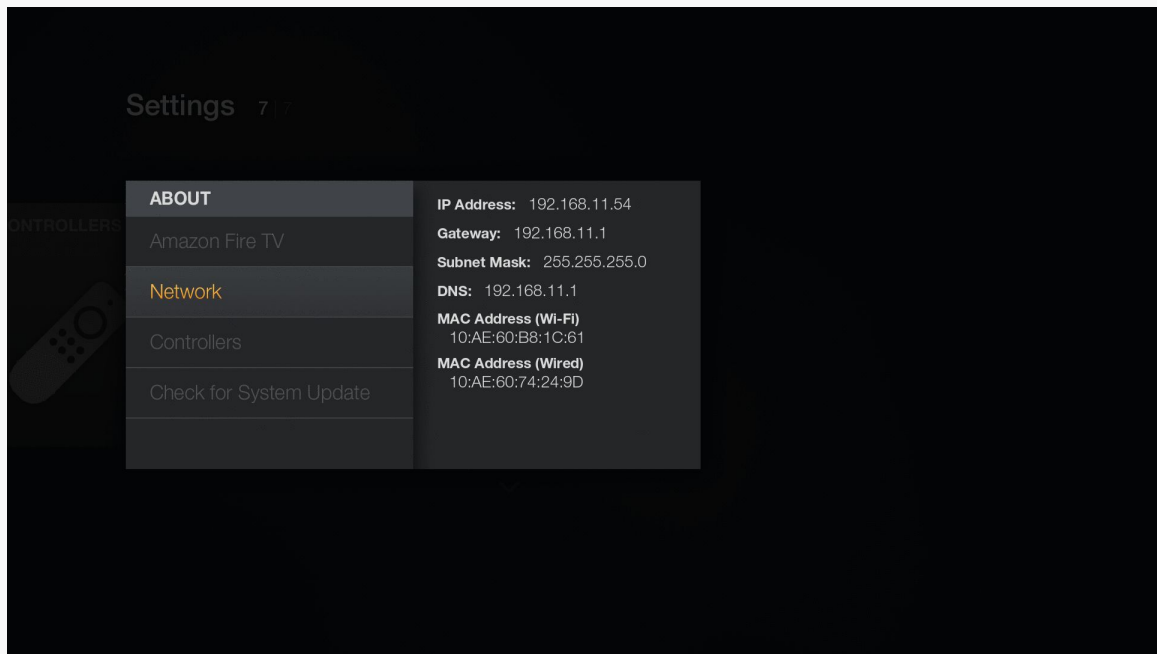 Settings 7 | 7
ONTROLLERS
ABOUT
Amazon Fire TV
Network
Controllers
Check for System Update
IP Address: 192.168.11.54
Gateway: 192.168.11.1
Subnet Mask: 255.255.255.0
DNS: 192.168.11.1
MAC Address (Wi-Fi)
10:AE:60:B8:1C:61
MAC Address (Wired)
10:AE:60:74:24:9D